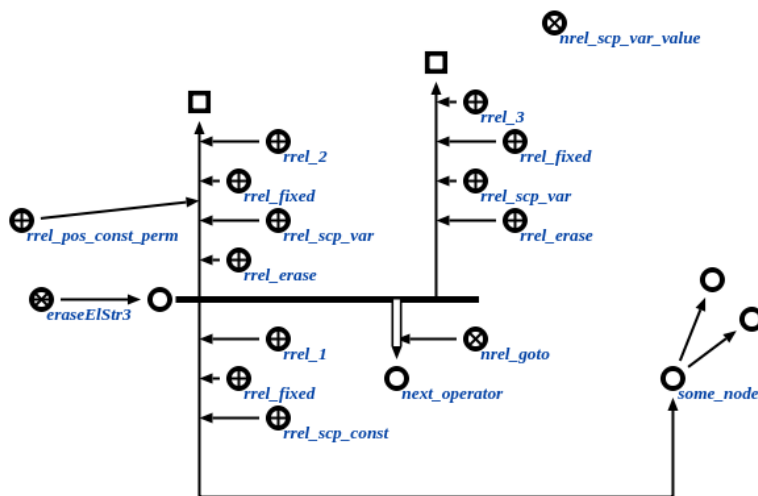 nrel_scp_var_value
rrel_3
rrel_2
rrel_fixed
rrel_fixed
rrel_scp_var
rrel_pos_const_perm
rrel_scp_var
rrel_erase
rrel_erase
eraseElStr3
rrel_1
nrel_goto
rrel_fixed
next_operator
some_node
rrel_scp_const